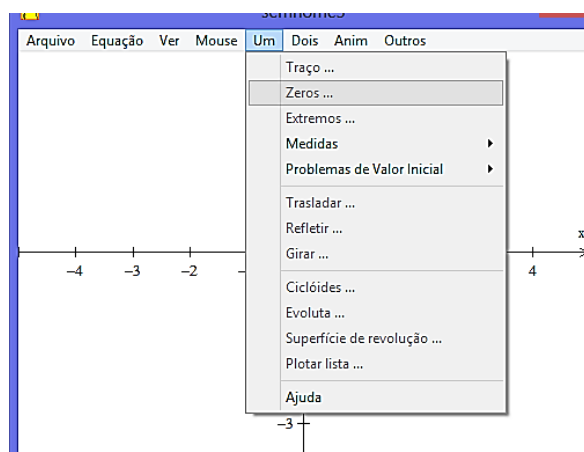 semnome3
Arquivo Equação Ver Mouse Um Dois Anim Outros
Traço ...
Zeros ...
Extremos ...
Medidas
Problemas de Valor Inicial
Trasladar ...
Refletir ...
Girar ...
Ciclóides ...
Evoluta ...
Superfície de revolução ...
Plotar lista ...
Ajuda
x
-4 -3 -2 4
-3